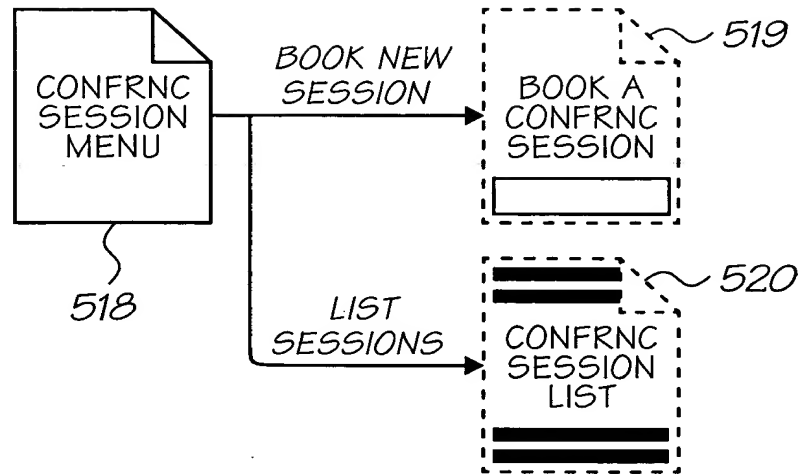 CONFRNC
SESSION
MENU
518
BOOK NEW
SESSION
BOOK A
CONFRNC
SESSION
519
LIST
SESSIONS
CONFRNC
SESSION
LIST
520